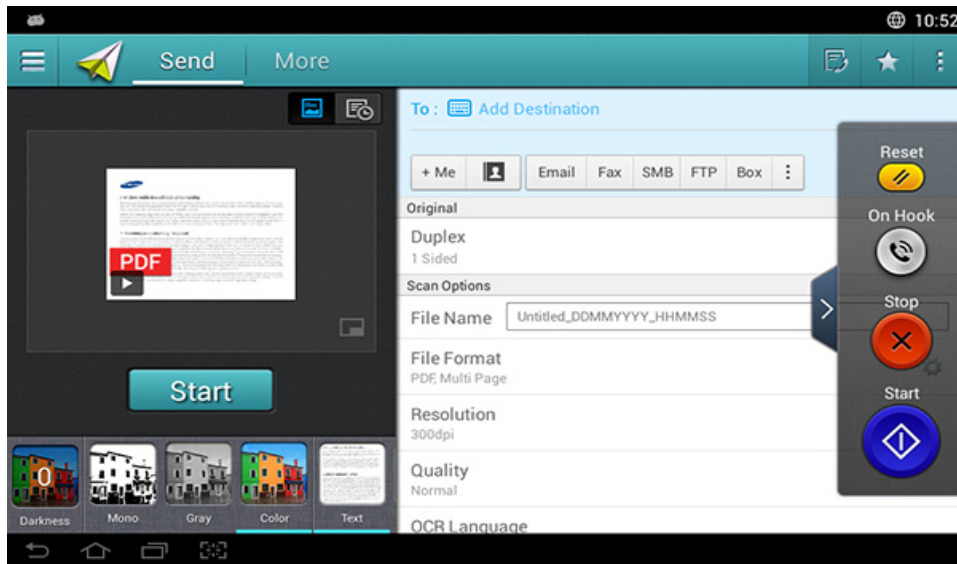 10:52
Send
More
To : Add Destination
+ Me
Email
Fax
SMB
FTP
Box
Original
Duplex
1 Sided
Scan Options
File Name
Untitled_DDMMYYYY_HHMMSS
File Format
PDF, Multi Page
Resolution
300dpi
Quality
Normal
OCR Language
PDF
Start
0
Darkness
Mono
Gray
Color
Text
Reset
On Hook
Stop
Start